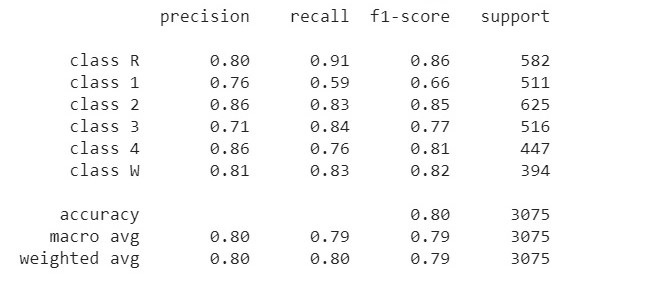 precision recall f1-score support
class R 0.80 0.91 0.86 582
class 1 0.76 0.59 0.66 511
class 2 0.86 0.83 0.85 625
class 3 0.71 0.84 0.77 516
class 4 0.86 0.76 0.81 447
class W 0.81 0.83 0.82 394
accuracy 0.80 3075
macro avg 0.80 0.79 0.79 3075
weighted avg 0.80 0.80 0.79 3075